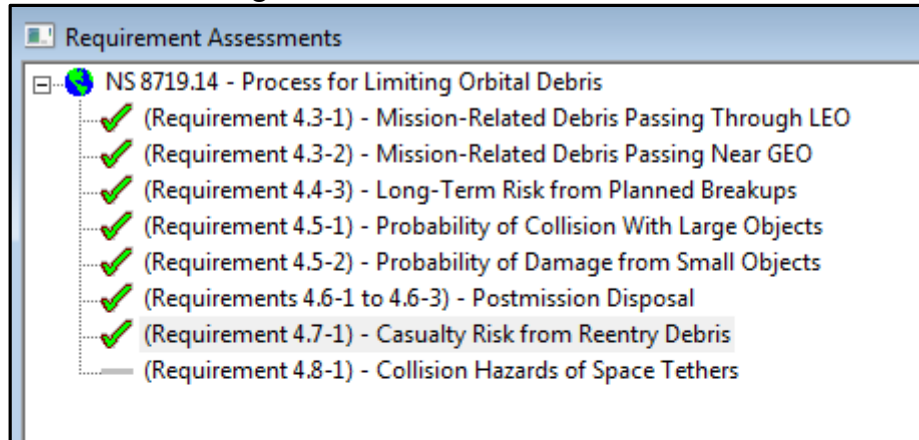 Requirement Assessments
NS 8719.14 - Process for Limiting Orbital Debris
(Requirement 4.3-1) - Mission-Related Debris Passing Through LEO
(Requirement 4.3-2) - Mission-Related Debris Passing Near GEO
(Requirement 4.4-3) - Long-Term Risk from Planned Breakups
(Requirement 4.5-1) - Probability of Collision With Large Objects
(Requirement 4.5-2) - Probability of Damage from Small Objects
(Requirements 4.6-1 to 4.6-3) - Postmission Disposal
(Requirement 4.7-1) - Casualty Risk from Reentry Debris
(Requirement 4.8-1) - Collision Hazards of Space Tethers